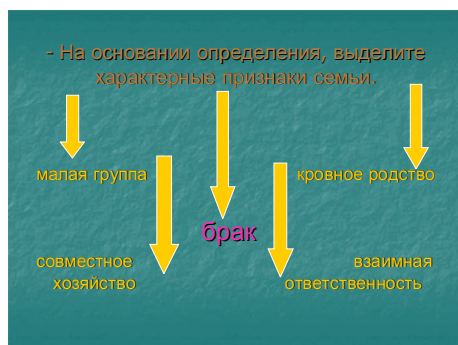 - На основании определения, выделите
характерные признаки семьи.
малая группа
кровное родство
брак
совместное
хозяйство
взаимная
ответственность